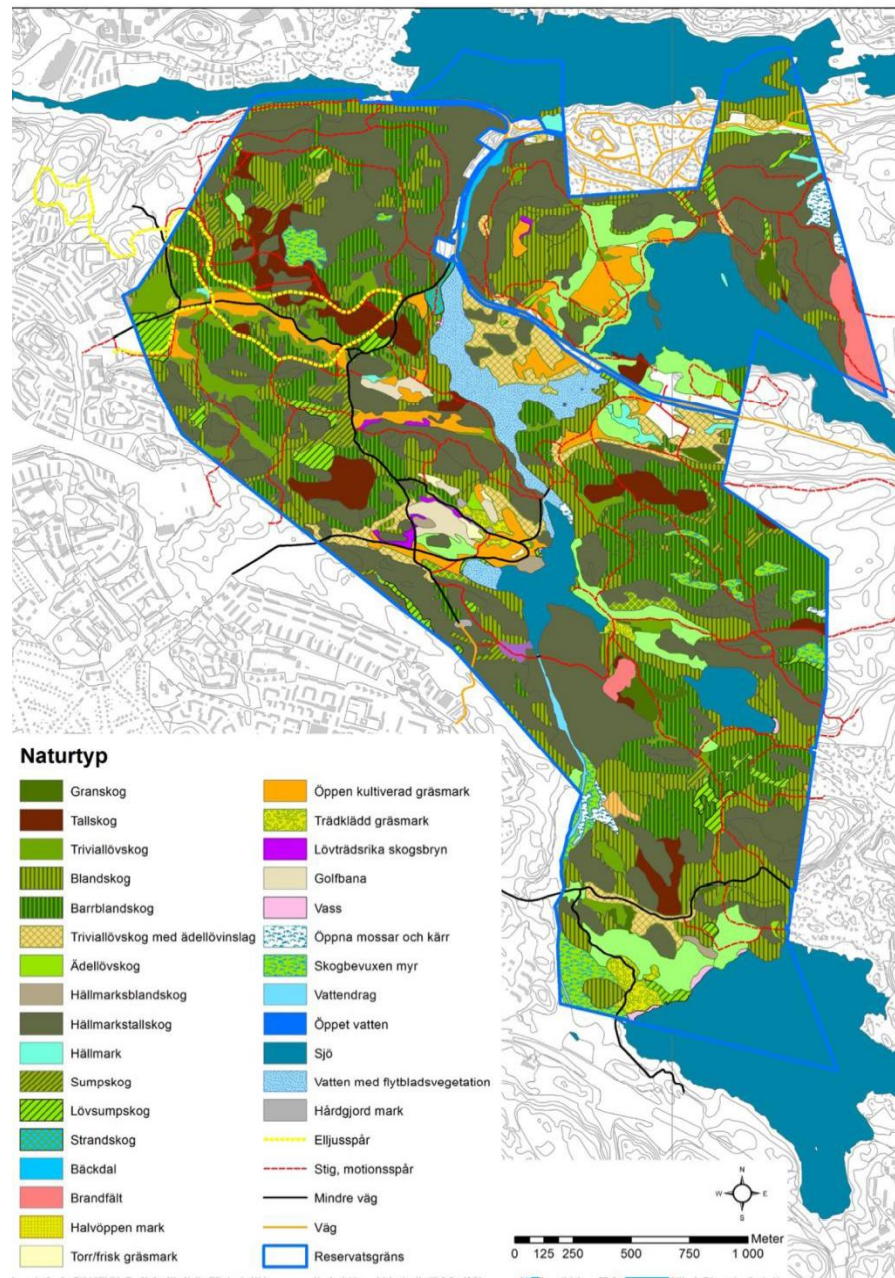 Naturtyp
Granskog
Tallskog
Triviallövskog
Blandskog
Barrblandskog
Triviallövskog med ädellövinslag
Ädellövskog
Hällmarksblandskog
Hällmarkstallskog
Hällmark
Sumpskog
Lövsumpskog
Strandskog
Bäckdal
Brandfält
Halvöppen mark
Torr/frisk gräsmark
Öppen kultiverad gräsmark
Trädklädd gräsmark
Lövträdsrika skogsbryn
Golfbana
Vass
Öppna mossar och kärr
Skogbevuxen myr
Vattendrag
Öppet vatten
Sjö
Vatten med flytbladsvegetation
Hårdgjord mark
Elljusspår
Stig, motionsspår
Mindre väg
Väg
Reservatsgräns
N
W E
S
Meter
0 125 250 500 750 1 000